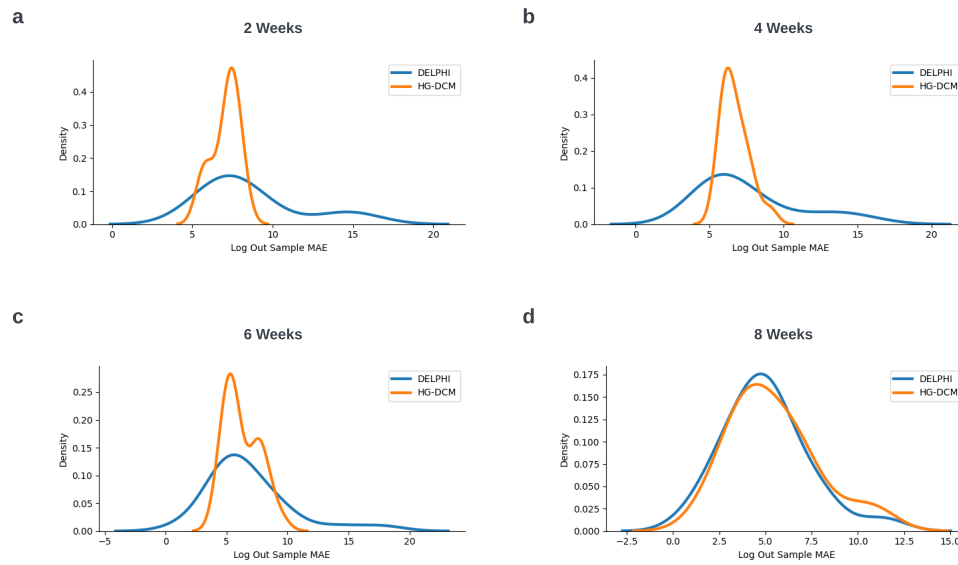 a
2 Weeks
Density
0.4
0.3
0.2
0.1
0.0
0 5 10 15 20
Log Out Sample MAE
DELPHI
HG-DCM
b
4 Weeks
Density
0.4
0.3
0.2
0.1
0.0
0 5 10 15 20
Log Out Sample MAE
DELPHI
HG-DCM
c
6 Weeks
Density
0.25
0.20
0.15
0.10
0.05
0.00
−5 0 5 10 15 20
Log Out Sample MAE
DELPHI
HG-DCM
d
8 Weeks
Density
0.175
0.150
0.125
0.100
0.075
0.050
0.025
0.000
−2.5 0.0 2.5 5.0 7.5 10.0 12.5 15.0
Log Out Sample MAE
DELPHI
HG-DCM